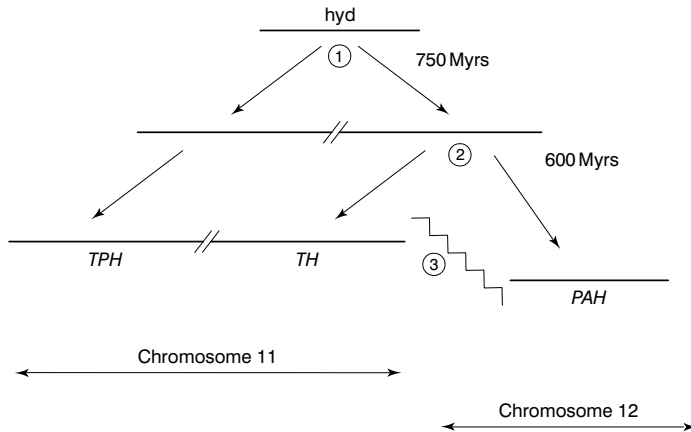 hyd
① 750 Myrs
② 600 Myrs
TPH TH ③ PAH
Chromosome 11
Chromosome 12